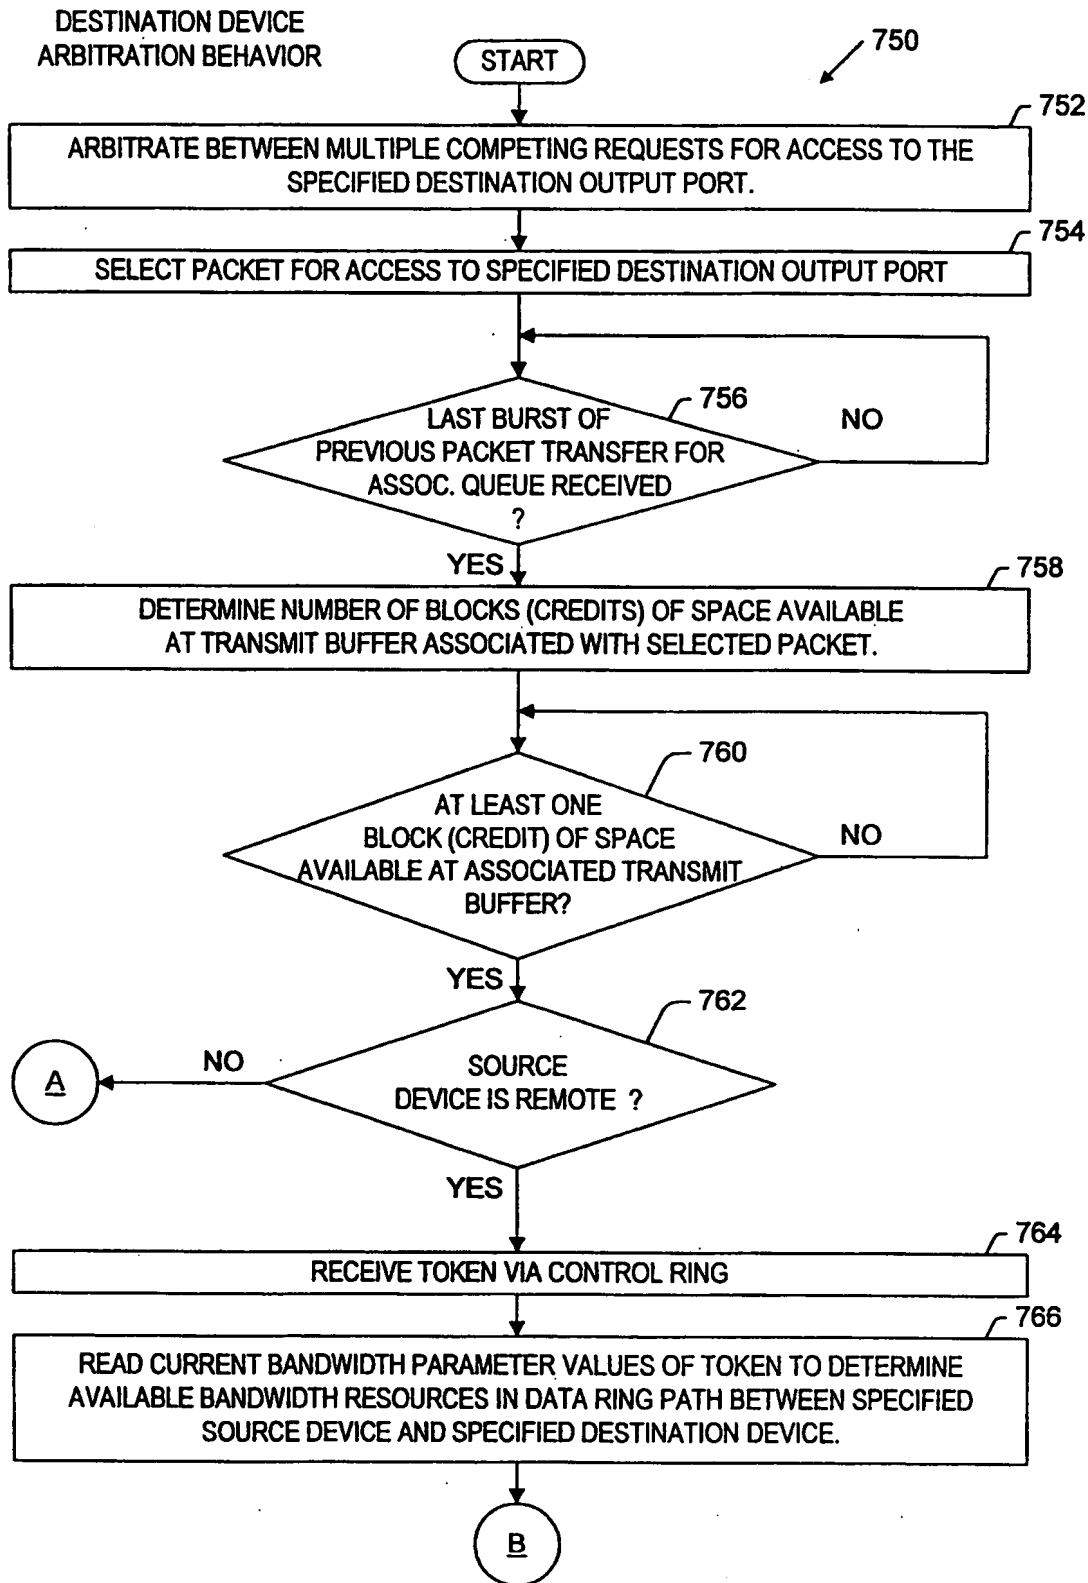 DESTINATION DEVICE
ARBITRATION BEHAVIOR
START
750
752
ARBITRATE BETWEEN MULTIPLE COMPETING REQUESTS FOR ACCESS TO THE
SPECIFIED DESTINATION OUTPUT PORT.
754
SELECT PACKET FOR ACCESS TO SPECIFIED DESTINATION OUTPUT PORT
756
LAST BURST OF
PREVIOUS PACKET TRANSFER FOR
ASSOC. QUEUE RECEIVED
?
NO
YES
758
DETERMINE NUMBER OF BLOCKS (CREDITS) OF SPACE AVAILABLE
AT TRANSMIT BUFFER ASSOCIATED WITH SELECTED PACKET.
760
AT LEAST ONE
BLOCK (CREDIT) OF SPACE
AVAILABLE AT ASSOCIATED TRANSMIT
BUFFER?
NO
YES
762
SOURCE
DEVICE IS REMOTE ?
NO
A
YES
764
RECEIVE TOKEN VIA CONTROL RING
766
READ CURRENT BANDWIDTH PARAMETER VALUES OF TOKEN TO DETERMINE
AVAILABLE BANDWIDTH RESOURCES IN DATA RING PATH BETWEEN SPECIFIED
SOURCE DEVICE AND SPECIFIED DESTINATION DEVICE.
B